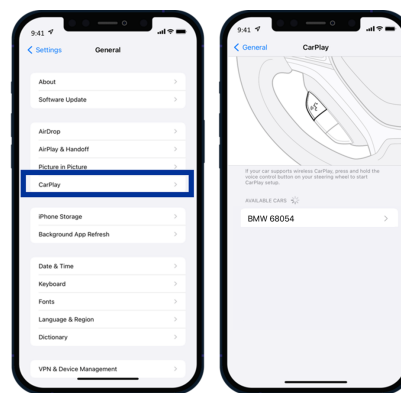 9:41
Settings
General
About
Software Update
AirDrop
AirPlay & Handoff
Picture in Picture
CarPlay
iPhone Storage
Background App Refresh
Date & Time
Keyboard
Fonts
Language & Region
Dictionary
VPN & Device Management
9:41
General
CarPlay
If your car supports wireless CarPlay, press and hold the
voice control button on your steering wheel to start
CarPlay setup.
AVAILABLE CARS
BMW 68054